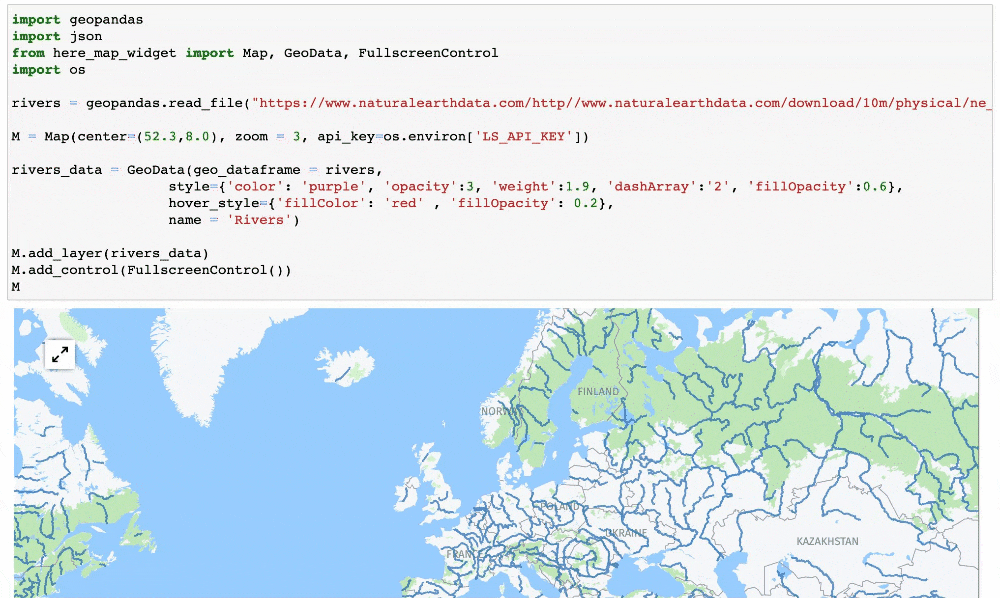 import geopandas
import json
from here_map_widget import Map, GeoData, FullscreenControl
import os
rivers = geopandas.read_file("https://www.naturalearthdata.com/http//www.naturalearthdata.com/download/10m/physical/ne_
M = Map(center=(52.3,8.0), zoom = 3, api_key=os.environ['LS_API_KEY'])
rivers_data = GeoData(geo_dataframe = rivers,
style={'color': 'purple', 'opacity':3, 'weight':1.9, 'dashArray':'2', 'fillOpacity':0.6},
hover_style={'fillColor': 'red' , 'fillOpacity': 0.2},
name = 'Rivers')
M.add_layer(rivers_data)
M.add_control(FullscreenControl())
M
FINLAND
NORWAY
POLAND
UKRAINE
KAZAKHSTAN
FRANCE